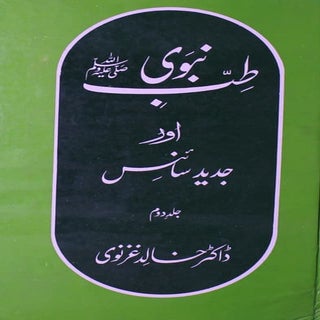 طبِّ نبوی ﷺ
اور
جدید سائنس
جلد دوم
ڈاکٹر خالد غزنوی